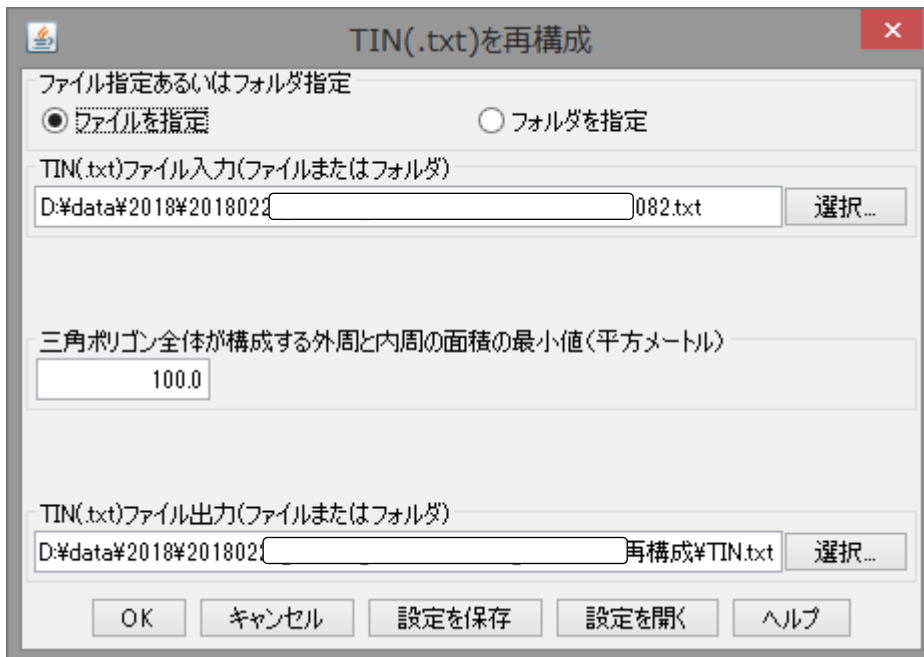 TIN(.txt)を再構成
ファイル指定あるいはフォルダ指定
ファイルを指定 フォルダを指定
TIN(.txt)ファイル入力(ファイルまたはフォルダ)
D:¥data¥2018¥2018022 082.txt 選択...
三角ポリゴン全体が構成する外周と内周の面積の最小値(平方メートル)
100.0
TIN(.txt)ファイル出力(ファイルまたはフォルダ)
D:¥data¥2018¥201802 再構成¥TIN.txt 選択...
OK キャンセル 設定を保存 設定を開く ヘルプ